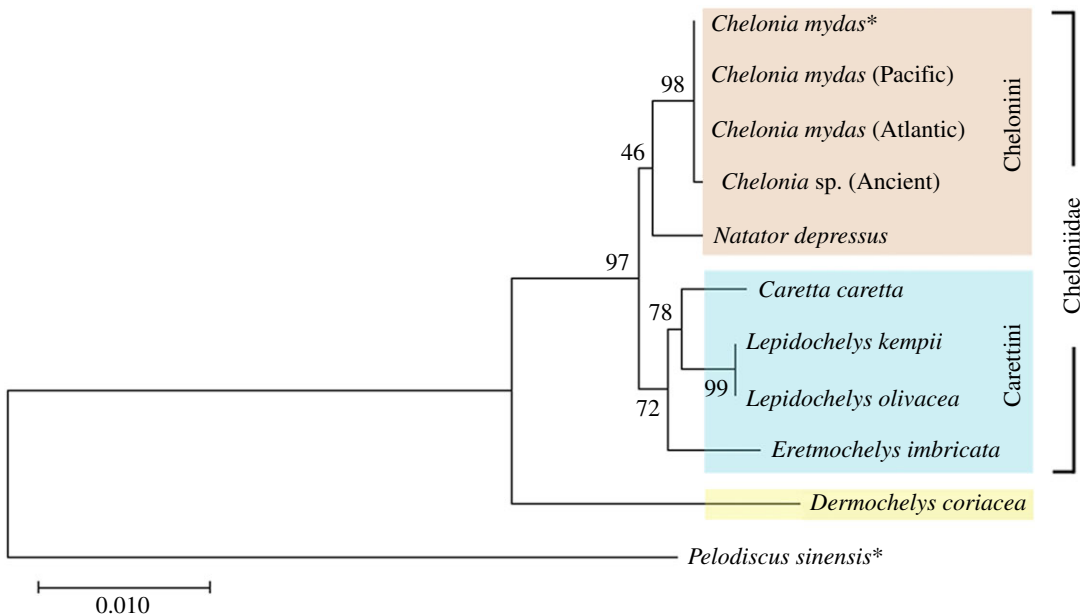 Chelonia mydas*
Chelonia mydas (Pacific)
Chelonia mydas (Atlantic)
Chelonia sp. (Ancient)
Natator depressus
Chelonini
98
46
97
Caretta caretta
Lepidochelys kempii
Lepidochelys olivacea
Eretmochelys imbricata
Carettini
78
99
72
Cheloniidae
Dermochelys coriacea
Pelodiscus sinensis*
0.010